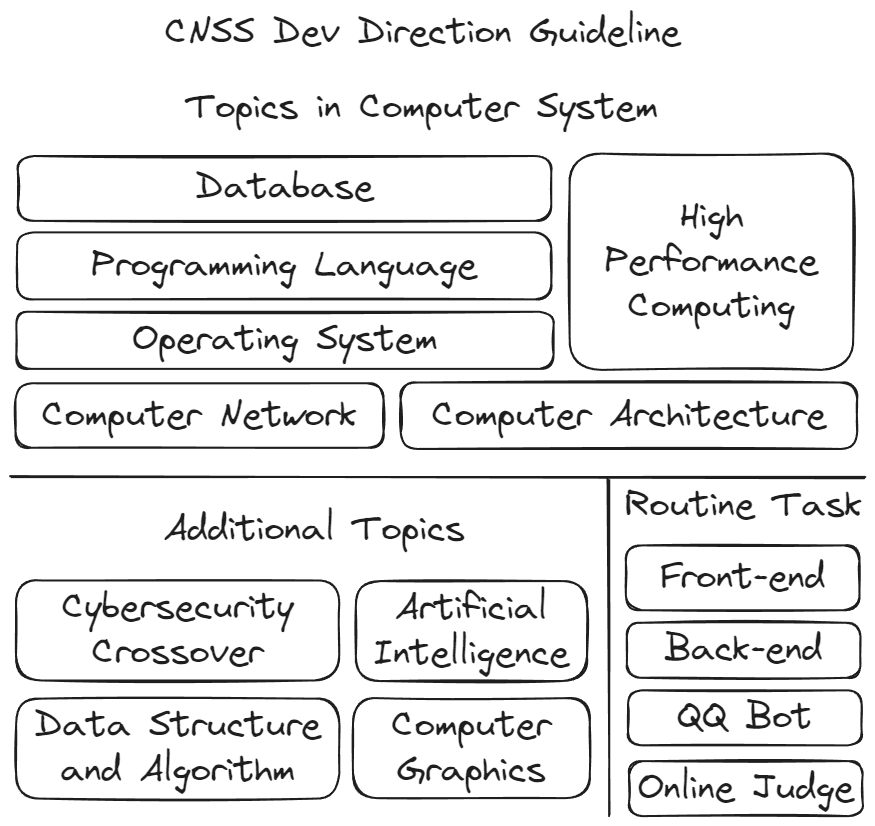 CNSS Dev Direction Guideline
Topics in Computer System
Database
Programming Language
Operating System
Computer Network
Computer Architecture
High
Performance
Computing
Additional Topics
Cybersecurity
Crossover
Artificial
Intelligence
Data Structure
and Algorithm
Computer
Graphics
Routine Task
Front-end
Back-end
QQ Bot
Online Judge